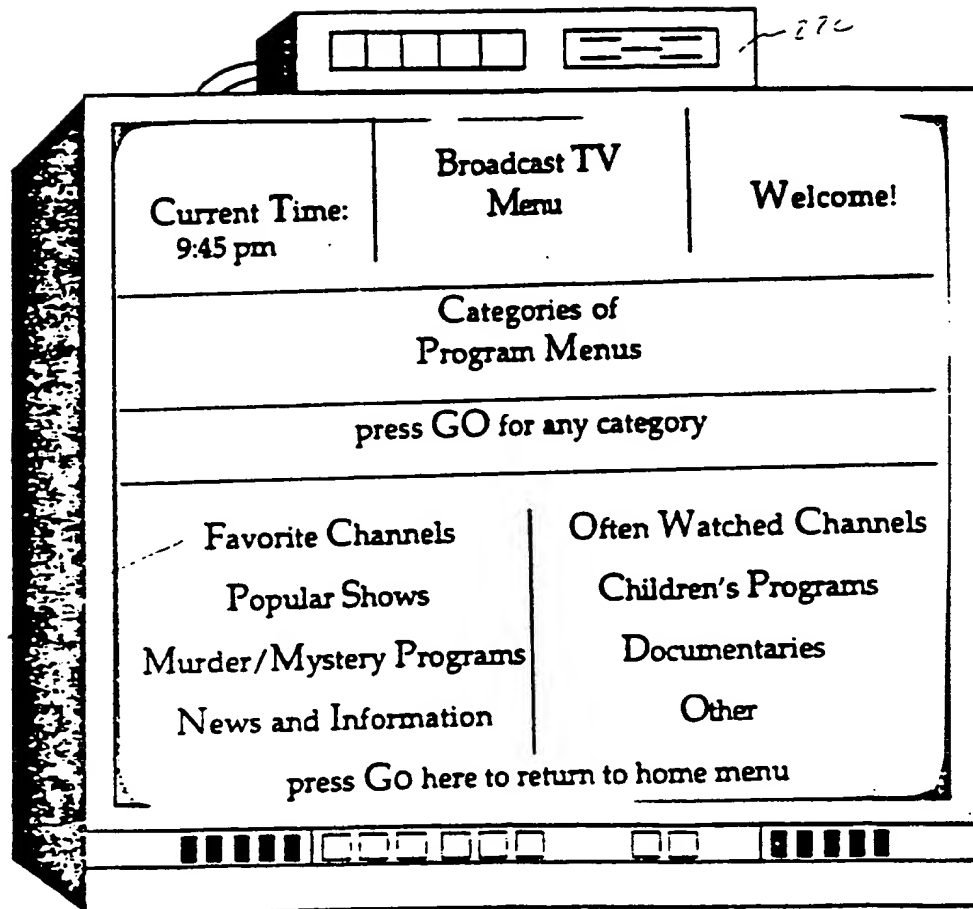 Current Time:
9:45 pm
Broadcast TV
Menu
Welcome!
Categories of
Program Menus
press GO for any category
Favorite Channels
Popular Shows
Murder/Mystery Programs
News and Information
Often Watched Channels
Children's Programs
Documentaries
Other
press GO here to return to home menu